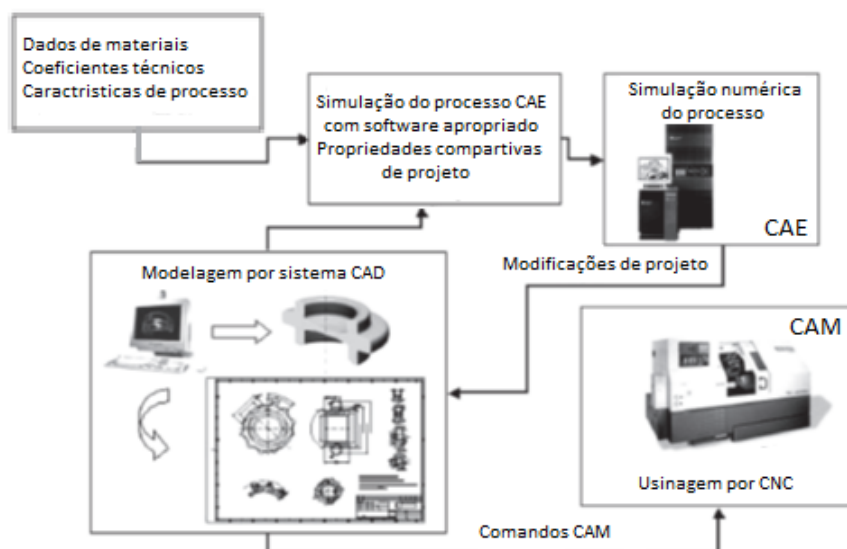 Dados de materiais
Coeficientes técnicos
Caractristicas de processo
Simulação do processo CAE
com software apropriado
Propriedades compartivas
de projeto
Simulação numérica
do processo
CAE
Modelagem por sistema CAD
Modificações de projeto
CAM
Usinagem por CNC
Comandos CAM